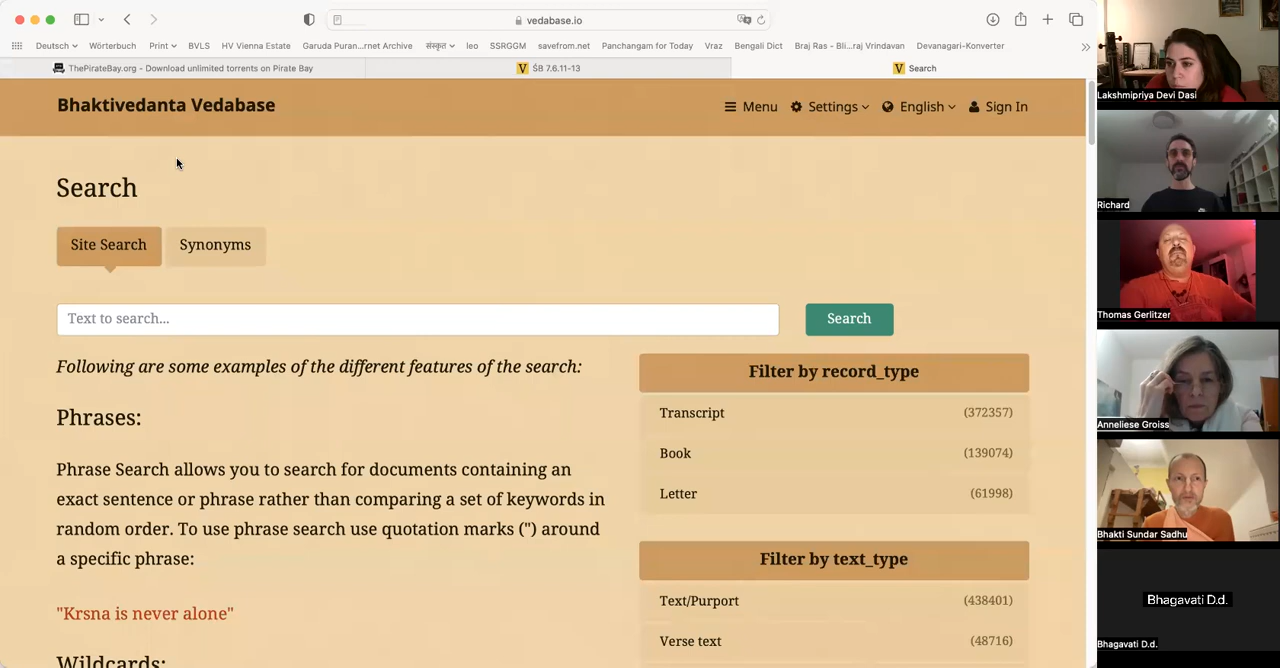 vedabase.io
Deutsch Wörterbuch Print BVLS HV Vienna Estate Garuda Puran...rnet Archive संस्कृत leo SSRGGM savefrom.net Panchangam for Today Vraz Bengali Dict Braj Ras - Bli...raj Vrindavan Devanagari-Konverter
ThePirateBay.org - Download unlimited torrents on Pirate Bay V ŚB 7.6.11-13 V Search
Bhaktivedanta Vedabase Menu Settings English Sign In
Search
Site Search Synonyms
Text to search... Search
Following are some examples of the different features of the search:
Phrases:
Phrase Search allows you to search for documents containing an
exact sentence or phrase rather than comparing a set of keywords in
random order. To use phrase search use quotation marks (") around
a specific phrase:
"Krsna is never alone"
Wildcards:
Filter by record_type
Transcript (372357)
Book (139074)
Letter (61998)
Filter by text_type
Text/Purport (438401)
Verse text (48716)
Lakshmipriya Devi Dasi
Richard
Thomas Gerlitzer
Anneliese Groiss
Bhakti Sundar Sadhu
Bhagavati D.d.
Bhagavati D.d.